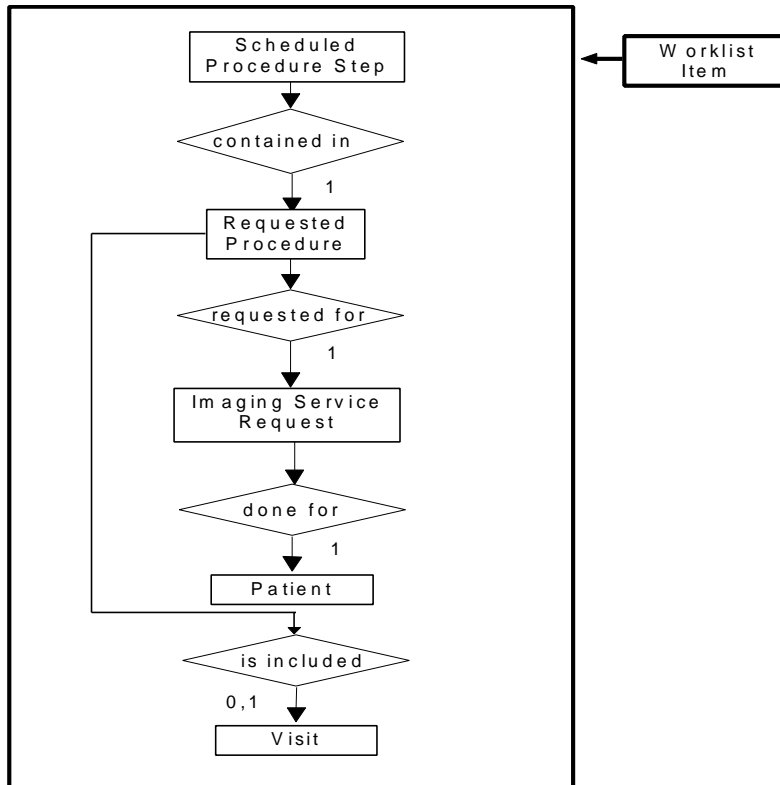 Scheduled
Procedure Step
Worklist
Item
contained in
1
Requested
Procedure
requested for
1
Imaging Service
Request
done for
1
Patient
is included
0,1
Visit